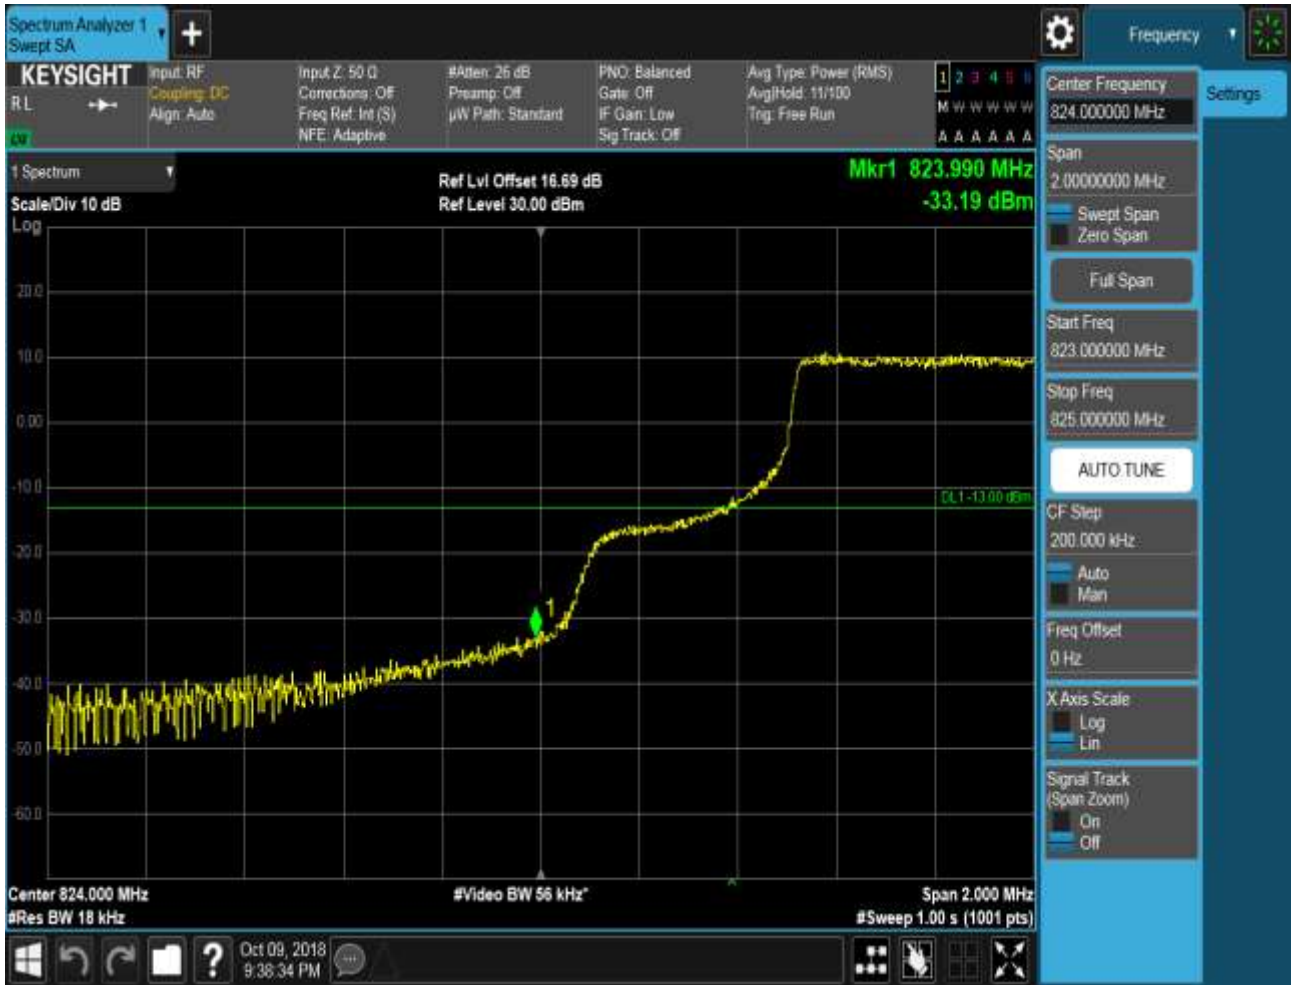 Spectrum Analyzer 1
Swept SA
+
Frequency
KEYSIGHT
RL
Input: RF
Coupling: DC
Align: Auto
Input Z: 50 Ω
Corrections: Off
Freq Ref: Int (S)
NFE: Adaptive
#Atten: 26 dB
Preamp: Off
µW Path: Standard
PNO: Balanced
Gate: Off
IF Gain: Low
Sig Track: Off
Avg Type: Power (RMS)
Avg|Hold: 11/100
Trig: Free Run
1 2 3 4 5 6
M W W W W W
A A A A A A
1 Spectrum
Scale/Div 10 dB
Log
Ref Lvl Offset 16.69 dB
Ref Level 30.00 dBm
Mkr1 823.990 MHz
-33.19 dBm
20.0
10.0
0.00
-10.0
-20.0
-30.0
-40.0
-50.0
-60.0
DL1 -13.00 dBm
1
Center 824.000 MHz
#Res BW 18 kHz
#Video BW 56 kHz*
Span 2.000 MHz
#Sweep 1.00 s (1001 pts)
Center Frequency
824.000000 MHz
Settings
Span
2.00000000 MHz
Swept Span
Zero Span
Full Span
Start Freq
823.000000 MHz
Stop Freq
825.000000 MHz
AUTO TUNE
CF Step
200.000 kHz
Auto
Man
Freq Offset
0 Hz
X Axis Scale
Log
Lin
Signal Track
(Span Zoom)
On
Off
?
Oct 09, 2018
9:38:34 PM